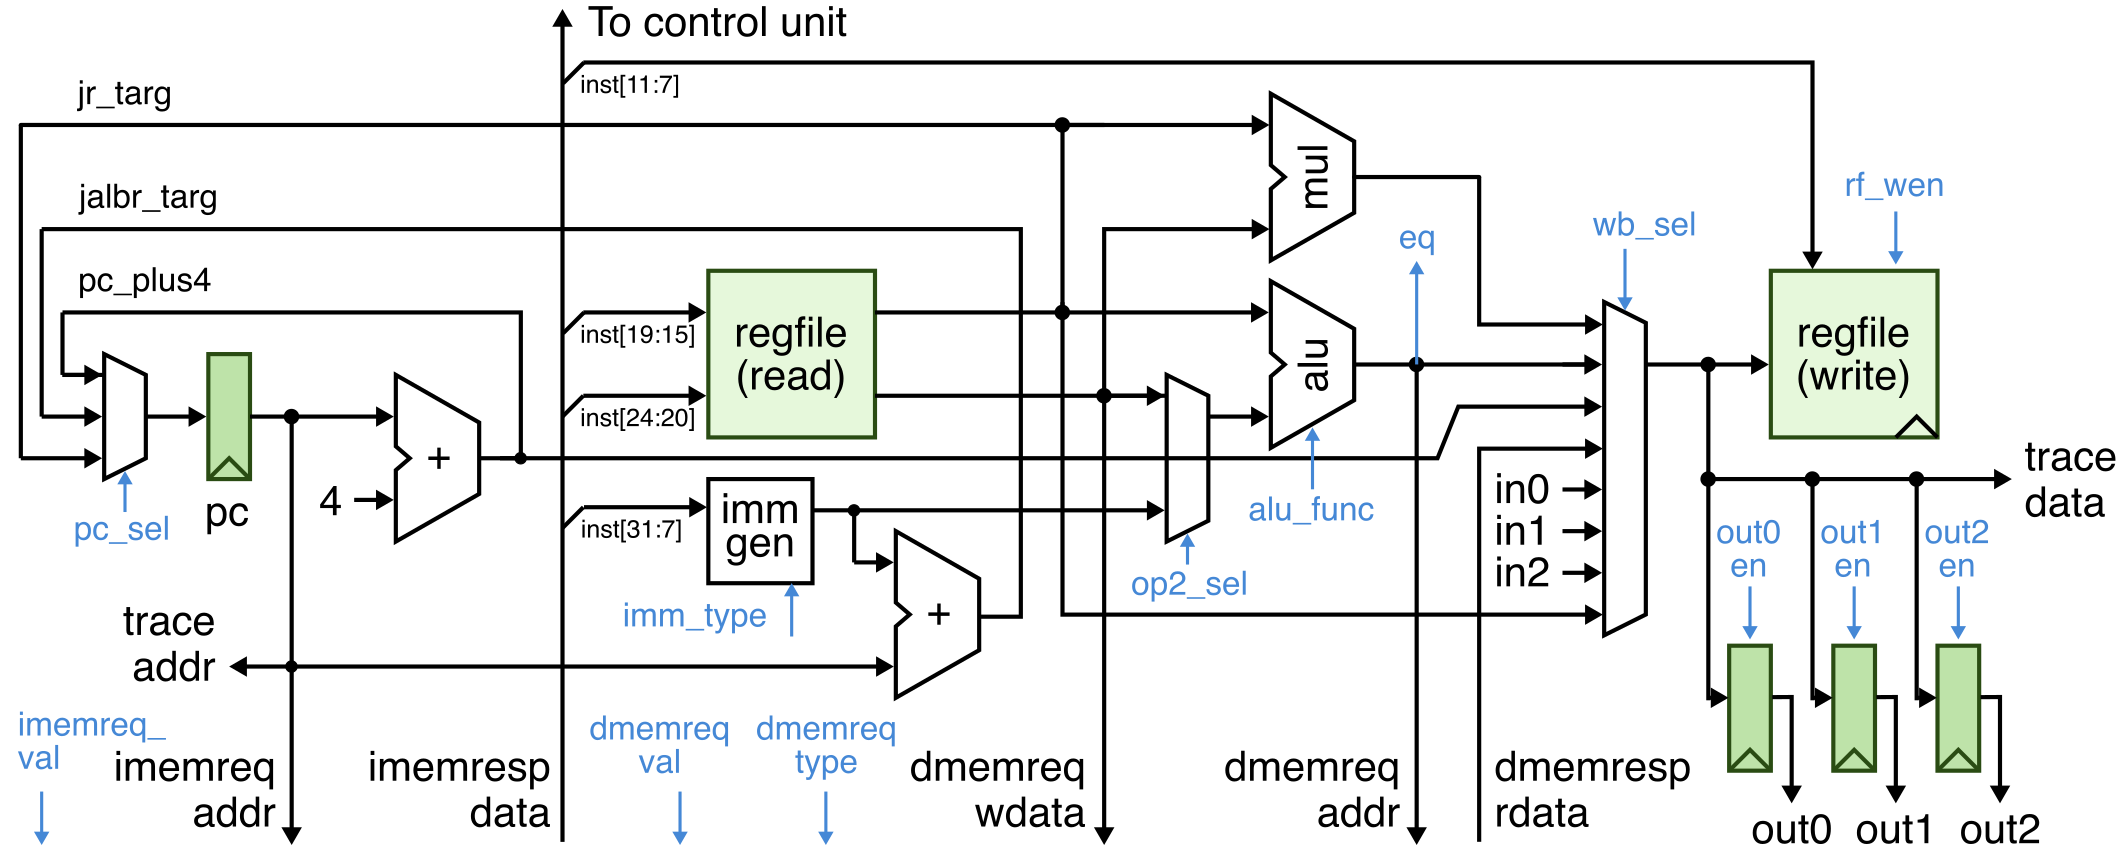 To control unit
inst[11:7]
jr_targ
mul
jalbr_targ
rf_wen
wb_sel
eq
pc_plus4
inst[19:15]
regfile
(read)
alu
regfile
(write)
inst[24:20]
+
4
pc_sel
pc
inst[31:7]
imm
gen
imm_type
+
op2_sel
alu_func
in0
in1
in2
trace
data
out0
en
out1
en
out2
en
trace
addr
imemreq_
val
imemreq
addr
imemresp
data
dmemreq
val
dmemreq
type
dmemreq
wdata
dmemreq
addr
dmemresp
rdata
out0
out1
out2